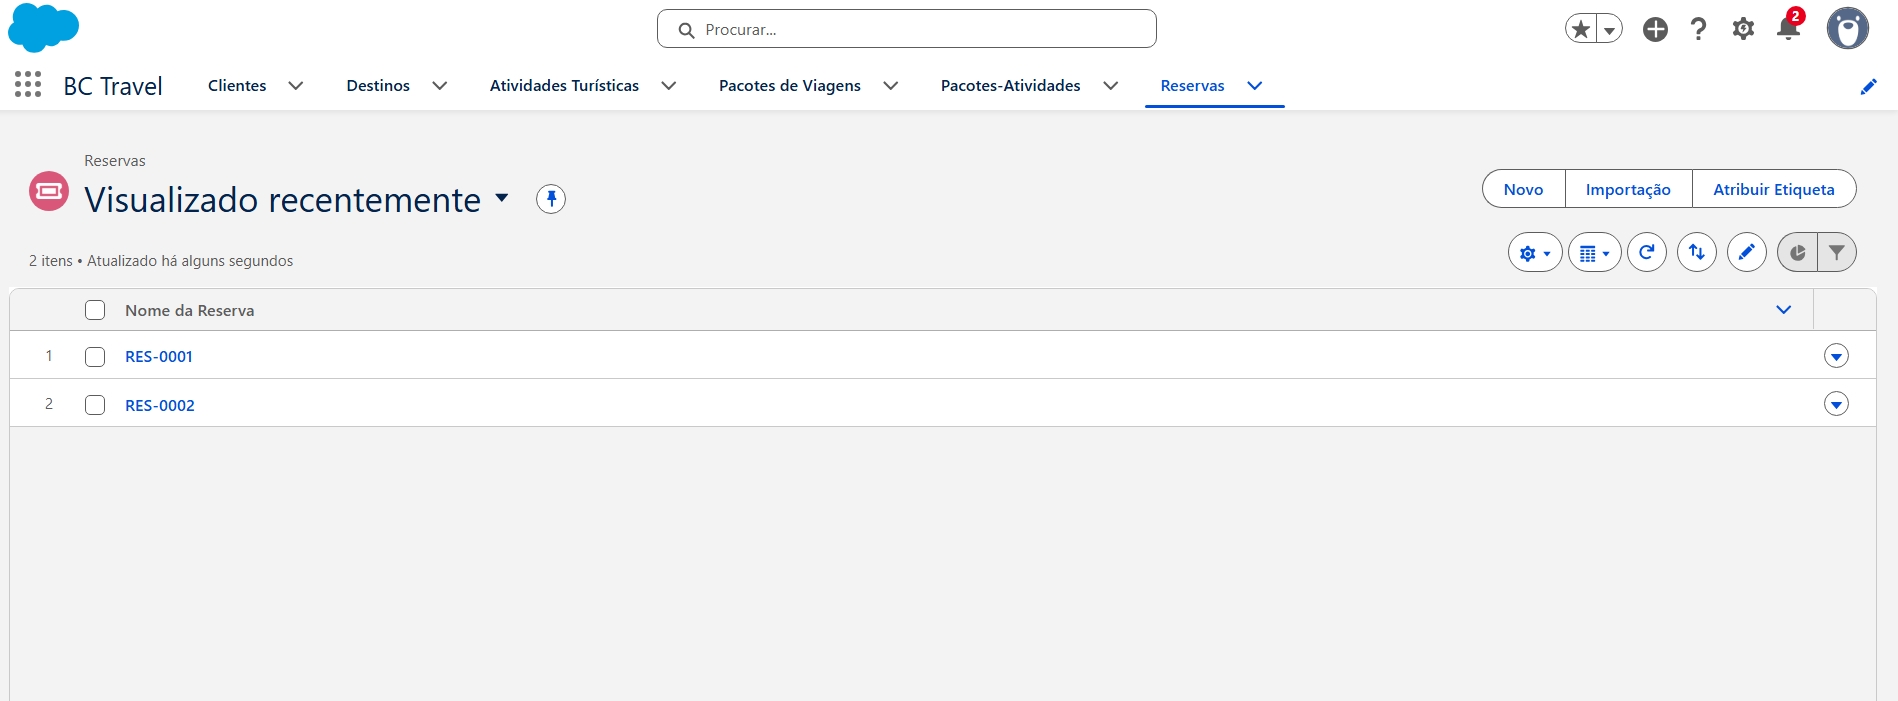 Procurar...
2
BC Travel Clientes Destinos Atividades Turísticas Pacotes de Viagens Pacotes-Atividades Reservas
Reservas
Visualizado recentemente
Novo Importação Atribuir Etiqueta
2 itens • Atualizado há alguns segundos
Nome da Reserva
1 RES-0001
2 RES-0002